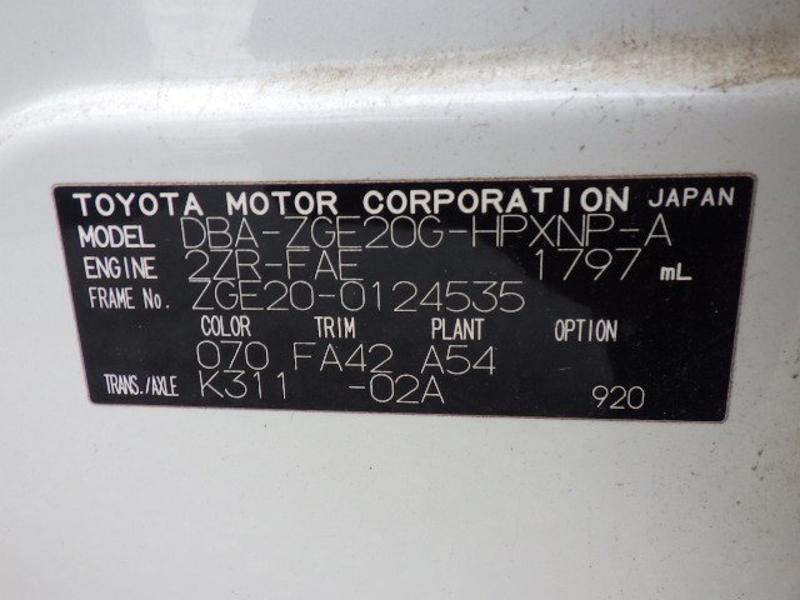 TOYOTA MOTOR CORPORATION JAPAN
MODEL DBA-ZGE20G-HPXNP-A
ENGINE 2ZR-FAE 1797 mL
FRAME No. ZGE20-0124535
COLOR TRIM PLANT OPTION
070 FA42 A54
TRANS./AXLE K311 -02A 920